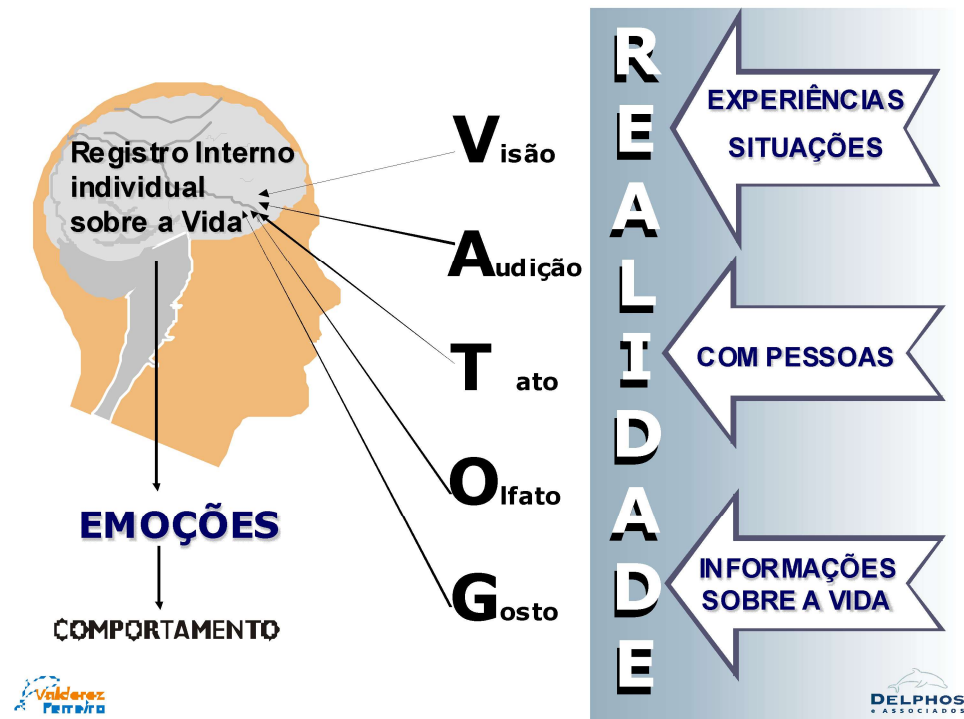 Registro Interno
individual
sobre a Vida
EMOÇÕES
COMPORTAMENTO
Visão
Audição
Tato
Olfato
Gosto
REALIDADE
EXPERIÊNCIAS
SITUAÇÕES
COM PESSOAS
INFORMAÇÕES
SOBRE A VIDA
Valderez
Ferreira
DELPHOS
E ASSOCIADOS